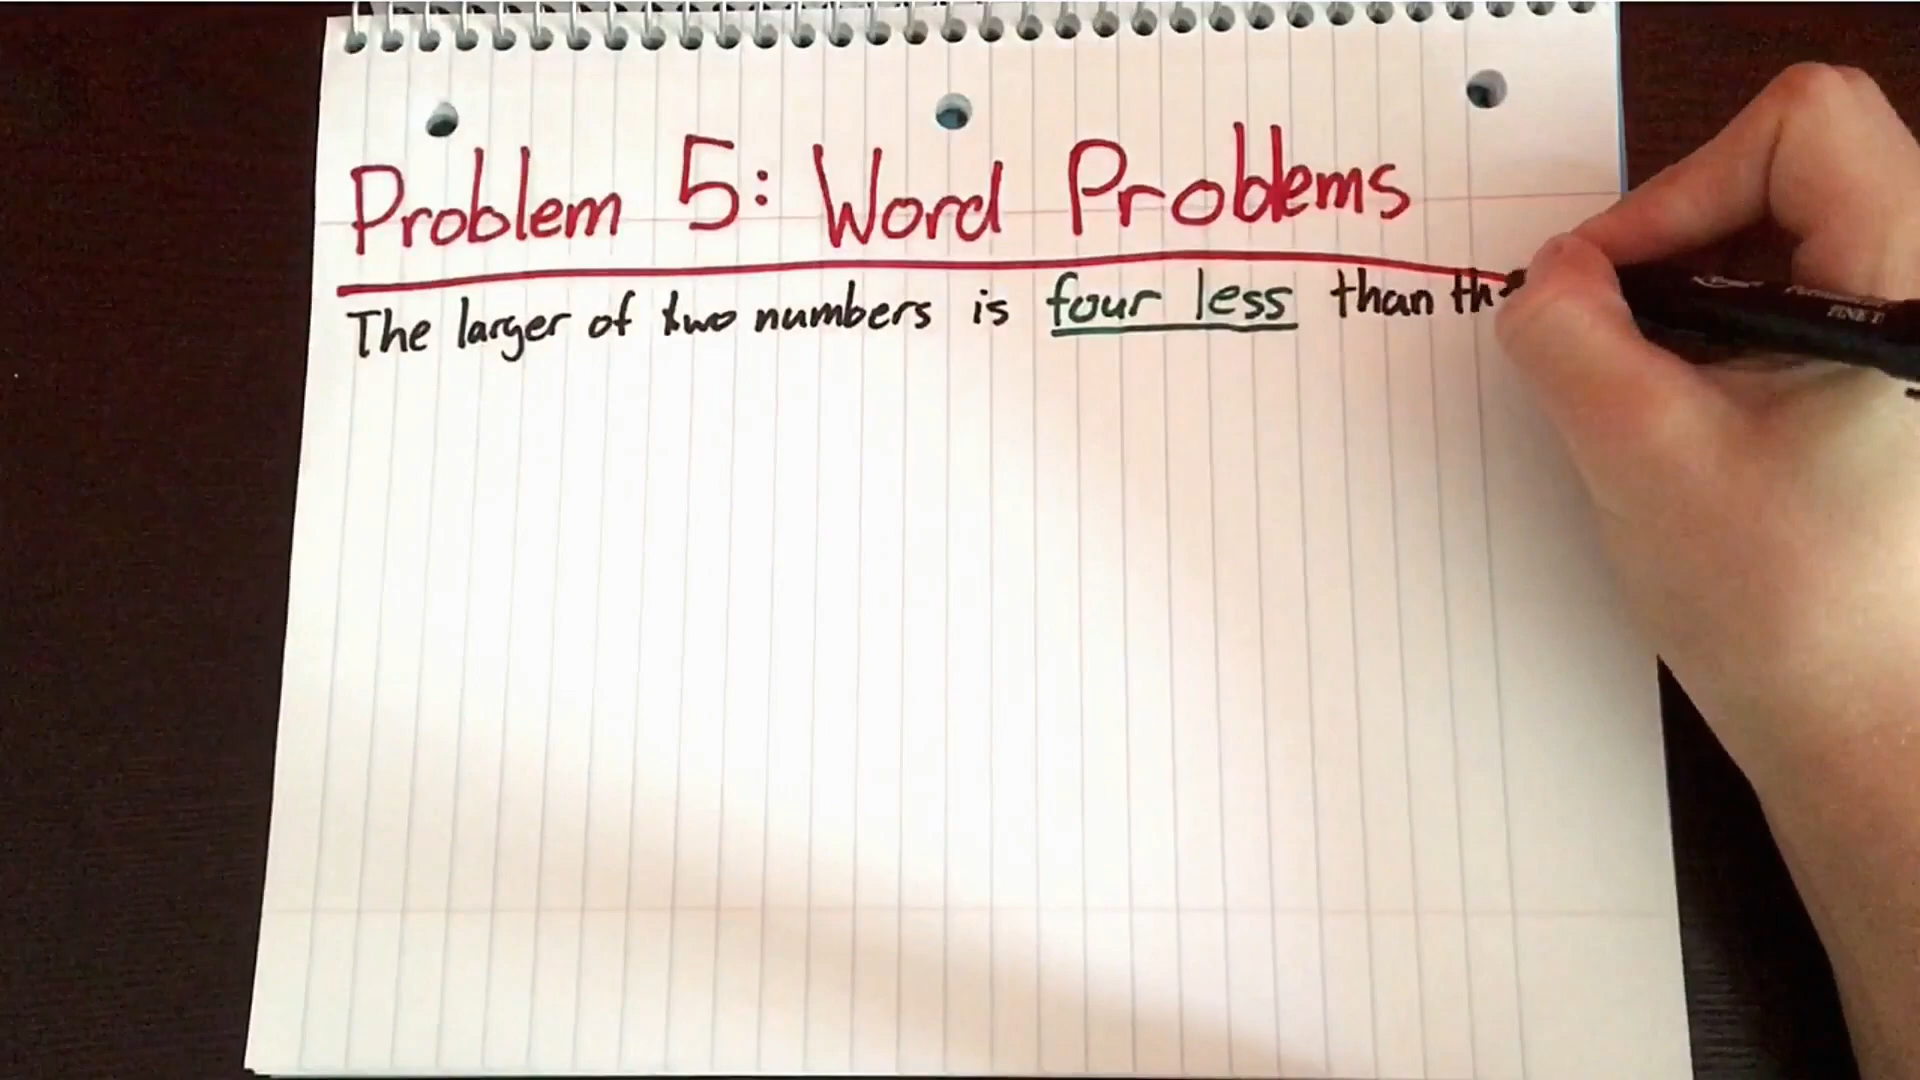 Problem 5: Word Problems
The larger of two numbers is four less than